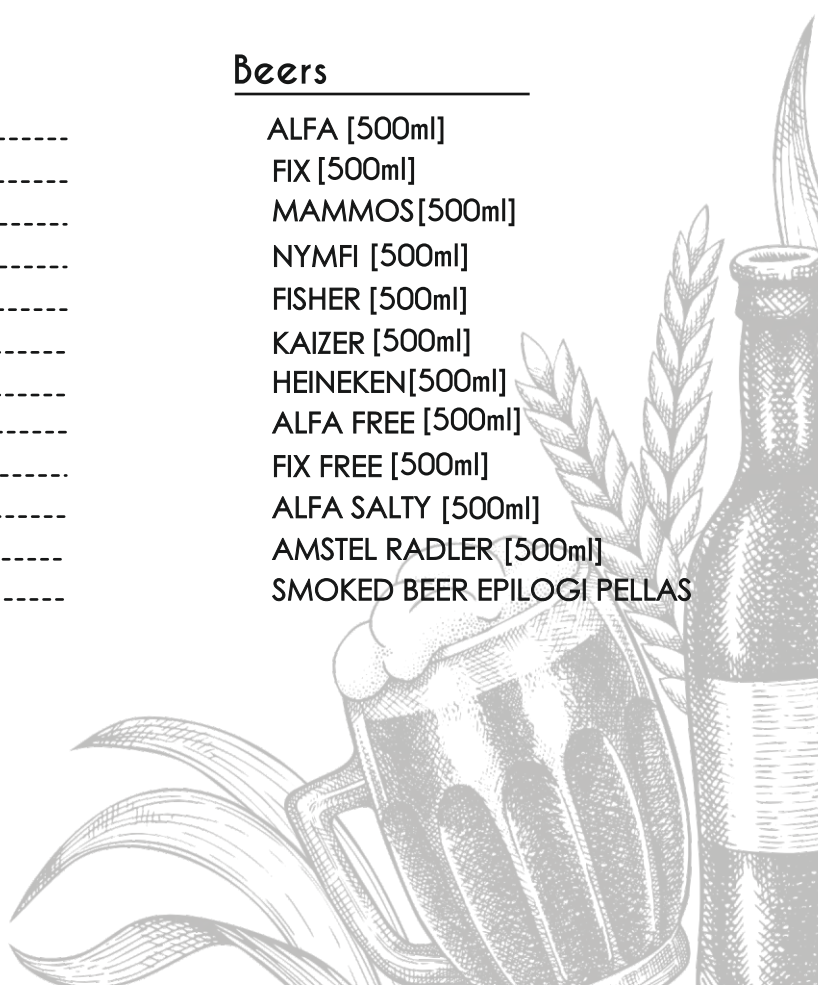 Beers
ALFA [500ml]
FIX [500ml]
MAMMOS[500ml]
NYMFI [500ml]
FISHER [500ml]
KAIZER [500ml]
HEINEKEN[500ml]
ALFA FREE [500ml]
FIX FREE [500ml]
ALFA SALTY [500ml]
AMSTEL RADLER [500ml]
SMOKED BEER EPILOGI PELLAS